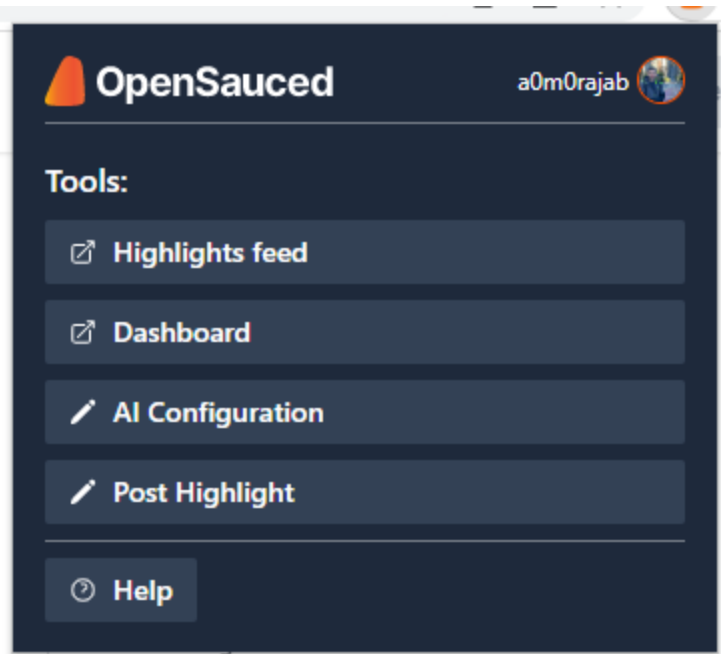 OpenSauced
a0m0rajab
Tools:
Highlights feed
Dashboard
AI Configuration
Post Highlight
Help